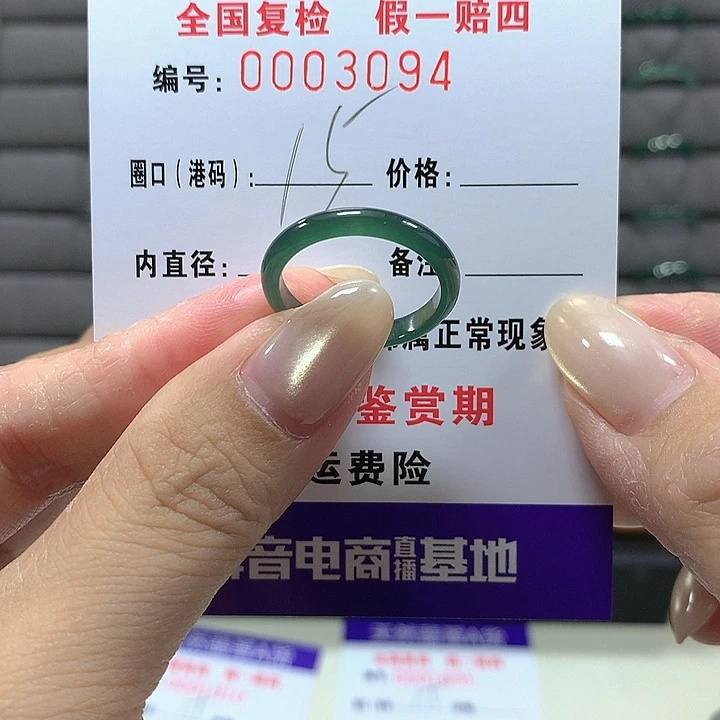 全国复检 假一赔四
编号：0003094
15
圈口（港码）：
价格：
内直径：
备注
属正常现象
鉴赏期
运费险
音电商直播基地